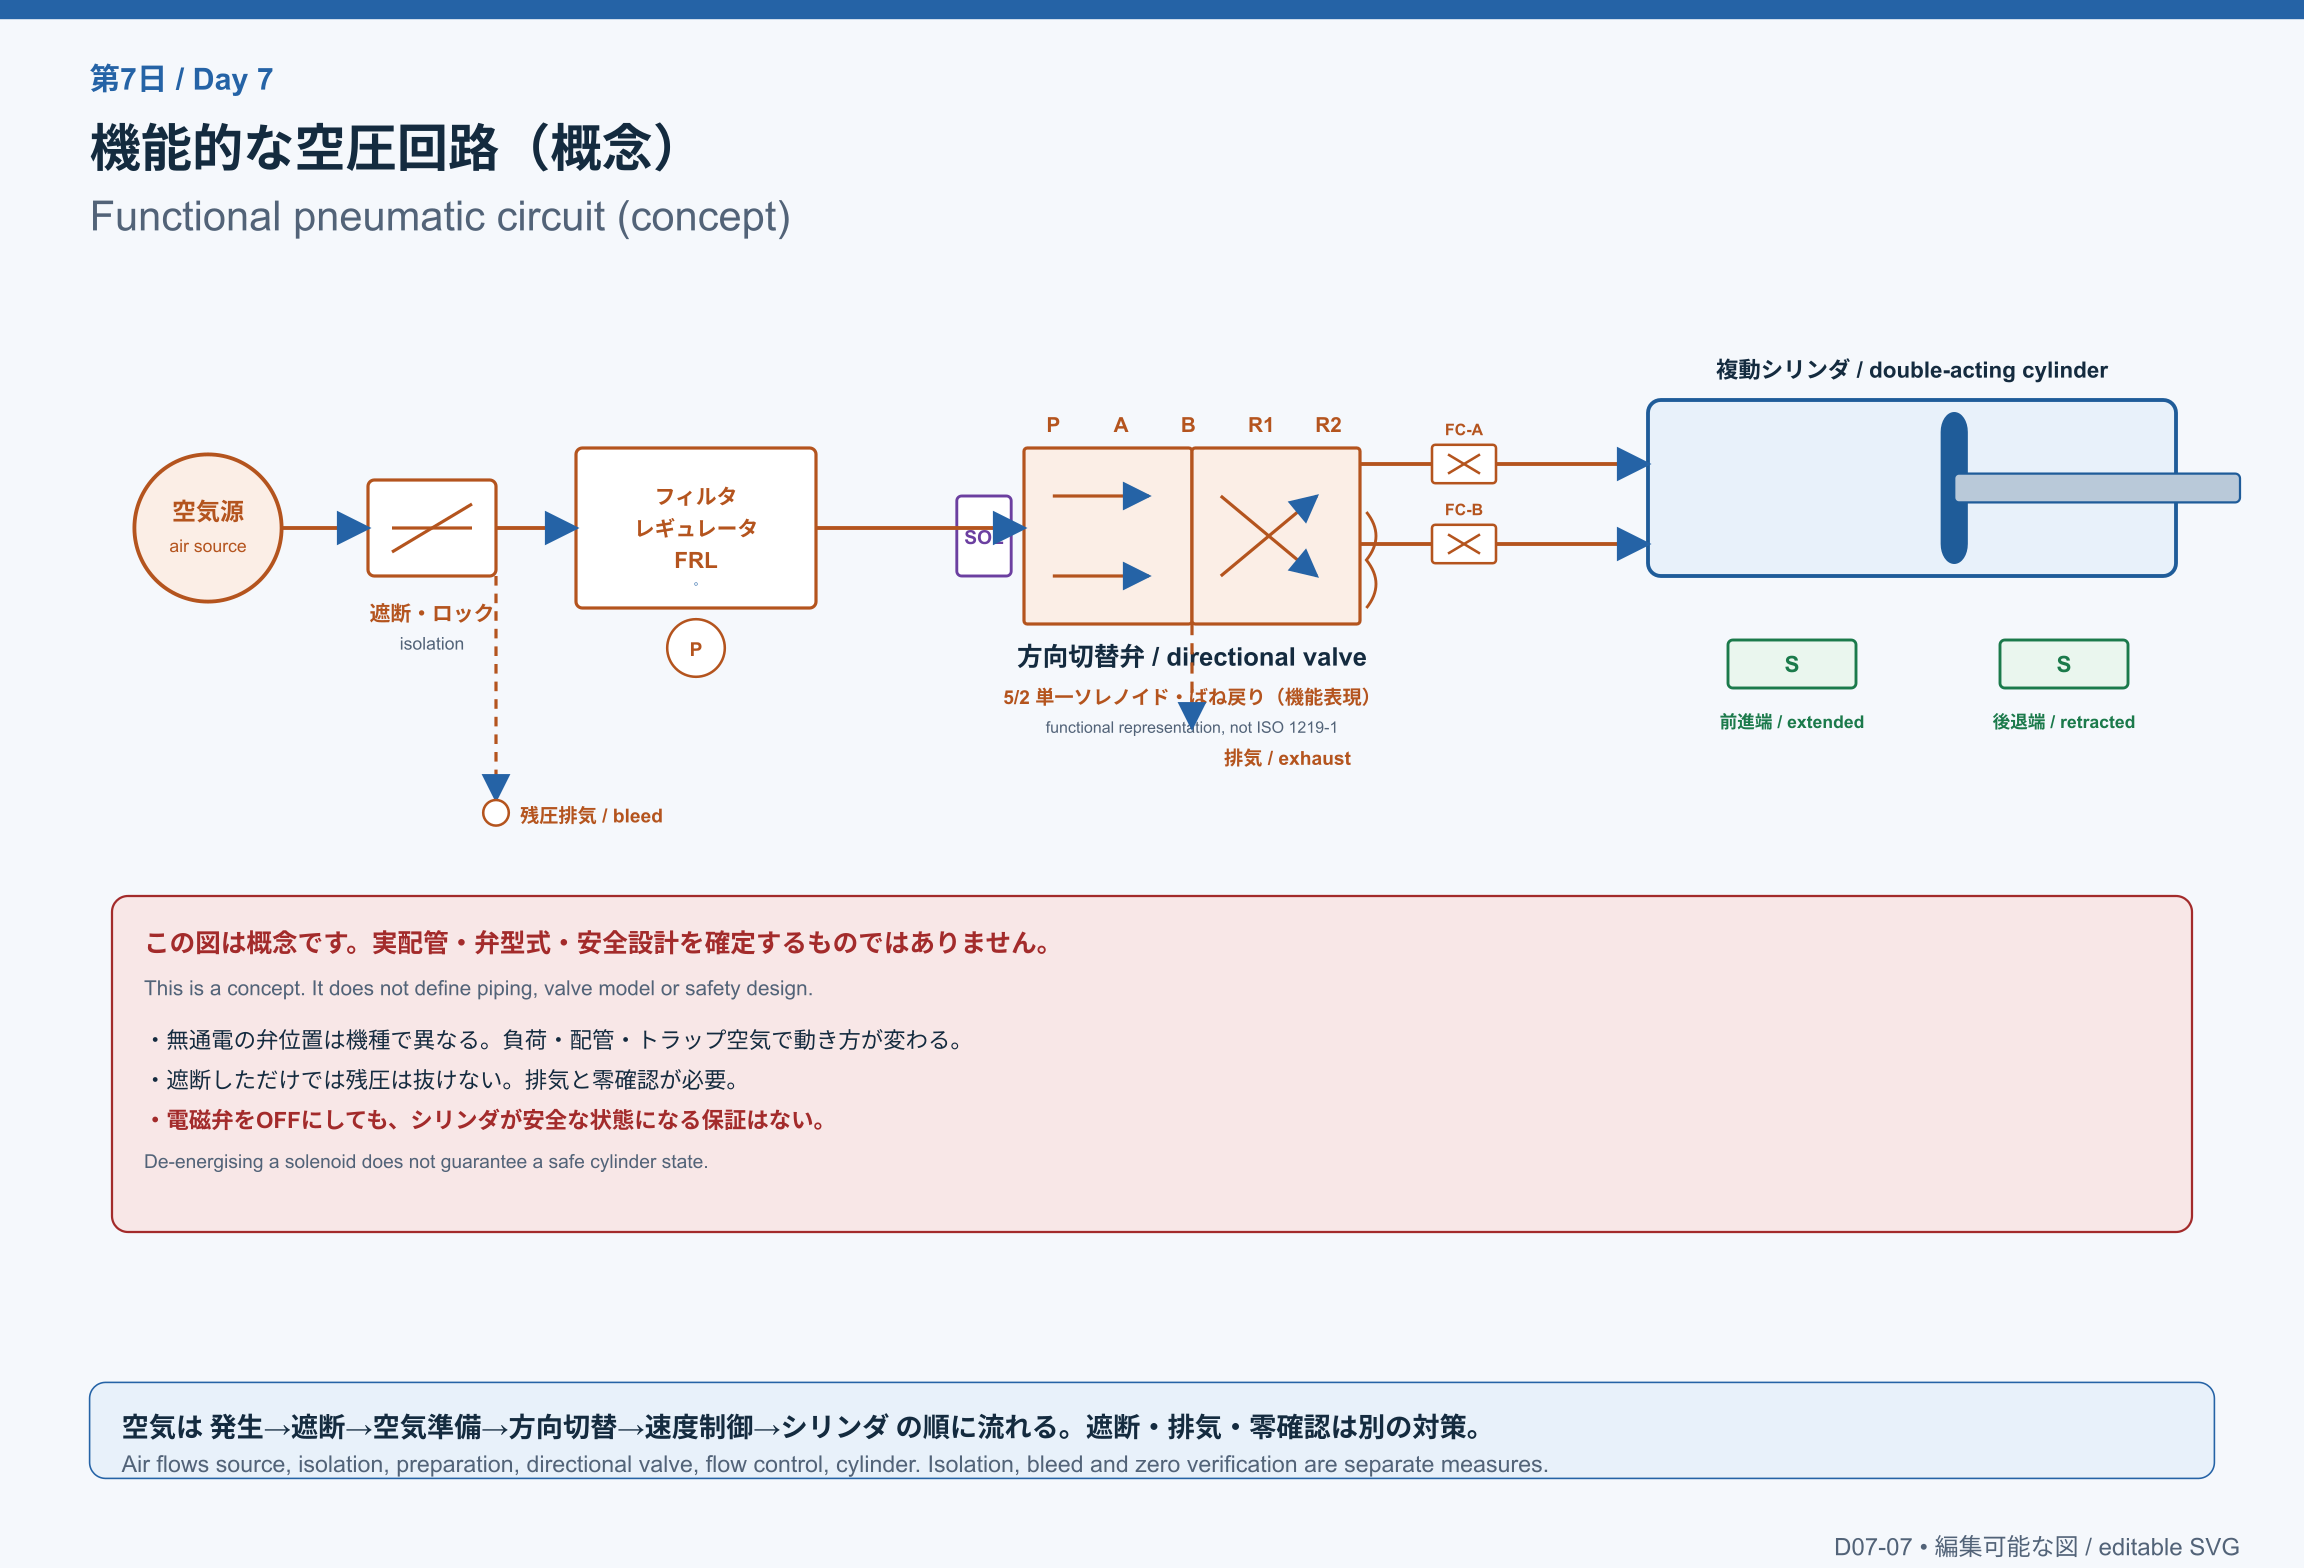 第7日 / Day 7
機能的な空圧回路（概念）
Functional pneumatic circuit (concept)
複動シリンダ / double-acting cylinder
P A B R1 R2
FC-A
空気源
air source
フィルタ
レギュレータ
FRL
FC-B
遮断・ロック
isolation
P
方向切替弁 / directional valve
5/2 単一ソレノイド・ばね戻り（機能表現）
functional representation, not ISO 1219-1
排気 / exhaust
S
前進端 / extended
S
後退端 / retracted
残圧排気 / bleed
この図は概念です。実配管・弁型式・安全設計を確定するものではありません。
This is a concept. It does not define piping, valve model or safety design.
・無通電の弁位置は機種で異なる。負荷・配管・トラップ空気で動き方が変わる。
・遮断しただけでは残圧は抜けない。排気と零確認が必要。
・電磁弁をOFFにしても、シリンダが安全な状態になる保証はない。
De-energising a solenoid does not guarantee a safe cylinder state.
空気は 発生→遮断→空気準備→方向切替→速度制御→シリンダ の順に流れる。遮断・排気・零確認は別の対策。
Air flows source, isolation, preparation, directional valve, flow control, cylinder. Isolation, bleed and zero verification are separate measures.
D07-07 • 編集可能な図 / editable SVG